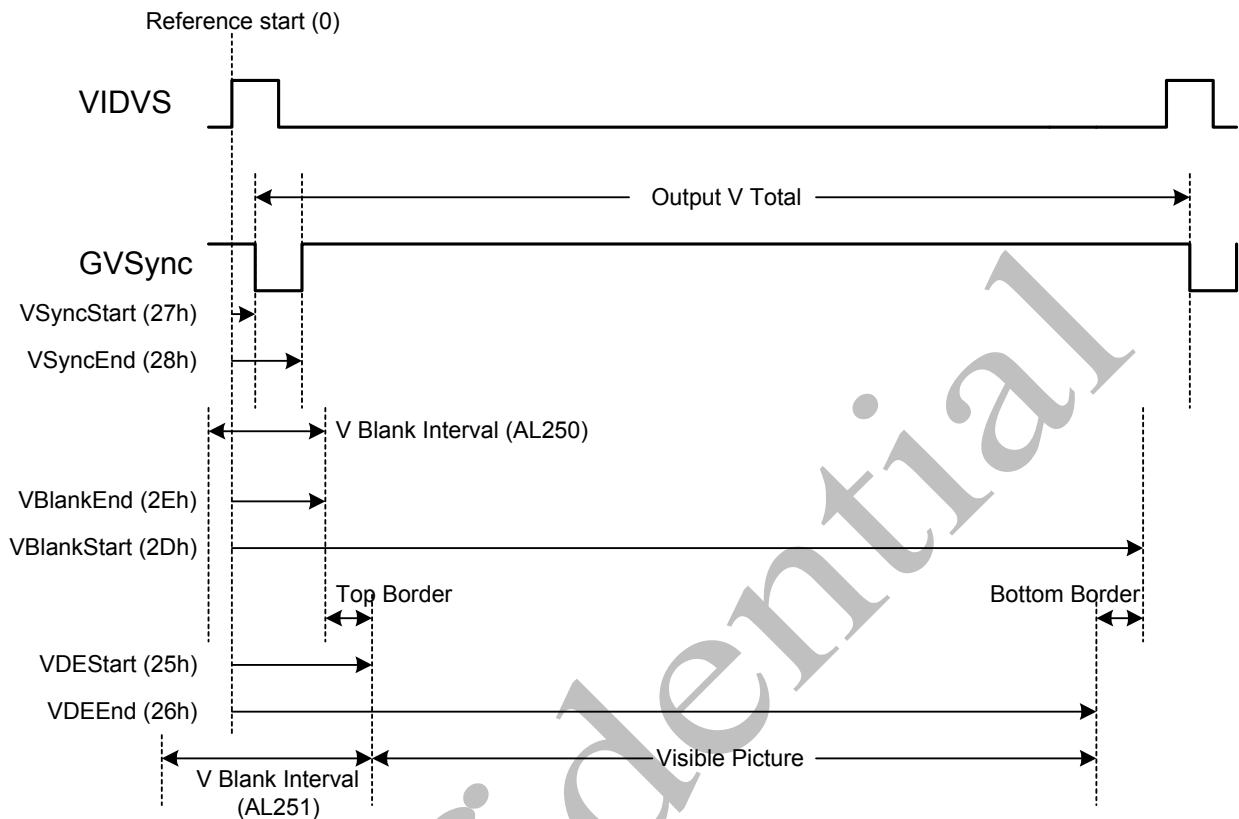 Reference start (0)
VIDVS
Output V Total
GVSync
VSyncStart (27h)
VSyncEnd (28h)
V Blank Interval (AL250)
VBlankEnd (2Eh)
VBlankStart (2Dh)
Top Border
Bottom Border
VDEStart (25h)
VDEEnd (26h)
Visible Picture
V Blank Interval
(AL251)
idential